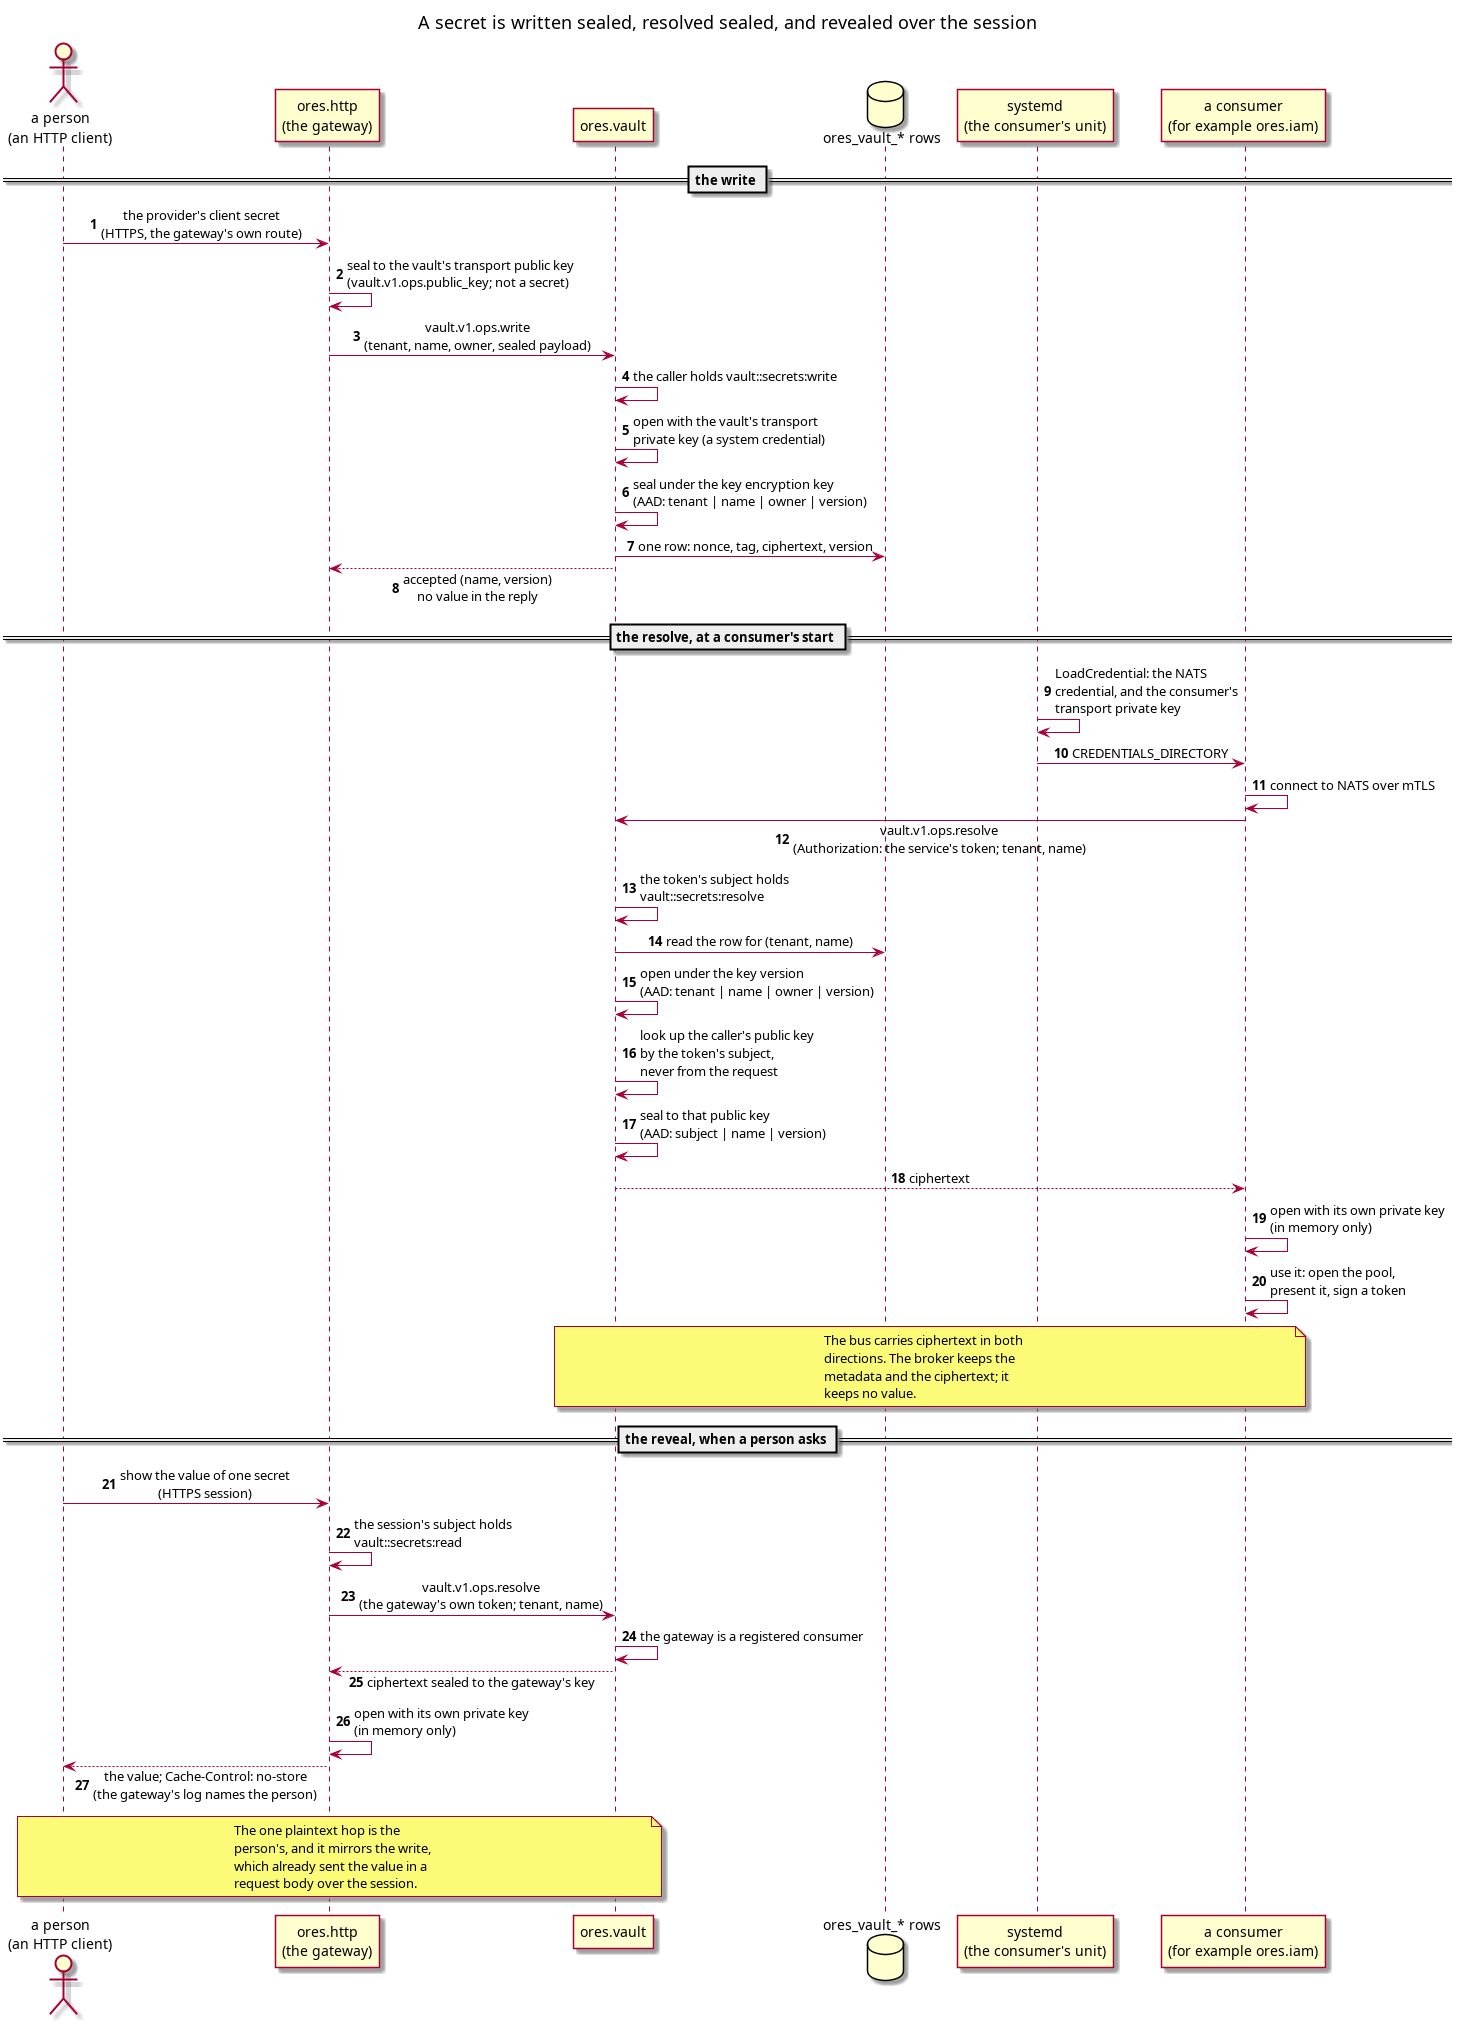 A secret is written sealed, resolved sealed, and revealed over the session
a person
(an HTTP client)
ores.http
(the gateway)
ores.vault
ores_vault_* rows
systemd
(the consumer's unit)
a consumer
(for example ores.iam)
the write
1 the provider's client secret
(HTTPS, the gateway's own route)
2 seal to the vault's transport public key
(vault.v1.ops.public_key; not a secret)
3 vault.v1.ops.write
(tenant, name, owner, sealed payload)
4 the caller holds vault::secrets:write
5 open with the vault's transport
private key (a system credential)
6 seal under the key encryption key
(AAD: tenant | name | owner | version)
7 one row: nonce, tag, ciphertext, version
8 accepted (name, version)
no value in the reply
the resolve, at a consumer's start
9 LoadCredential: the NATS
credential, and the consumer's
transport private key
10 CREDENTIALS_DIRECTORY
11 connect to NATS over mTLS
12 vault.v1.ops.resolve
(Authorization: the service's token; tenant, name)
13 the token's subject holds
vault::secrets:resolve
14 read the row for (tenant, name)
15 open under the key version
(AAD: tenant | name | owner | version)
16 look up the caller's public key
by the token's subject,
never from the request
17 seal to that public key
(AAD: subject | name | version)
18 ciphertext
19 open with its own private key
(in memory only)
20 use it: open the pool,
present it, sign a token
The bus carries ciphertext in both
directions. The broker keeps the
metadata and the ciphertext; it
keeps no value.
the reveal, when a person asks
21 show the value of one secret
(HTTPS session)
22 the session's subject holds
vault::secrets:read
23 vault.v1.ops.resolve
(the gateway's own token; tenant, name)
24 the gateway is a registered consumer
25 ciphertext sealed to the gateway's key
26 open with its own private key
(in memory only)
27 the value; Cache-Control: no-store
(the gateway's log names the person)
The one plaintext hop is the
person's, and it mirrors the write,
which already sent the value in a
request body over the session.
a person
(an HTTP client)
ores.http
(the gateway)
ores.vault
ores_vault_* rows
systemd
(the consumer's unit)
a consumer
(for example ores.iam)